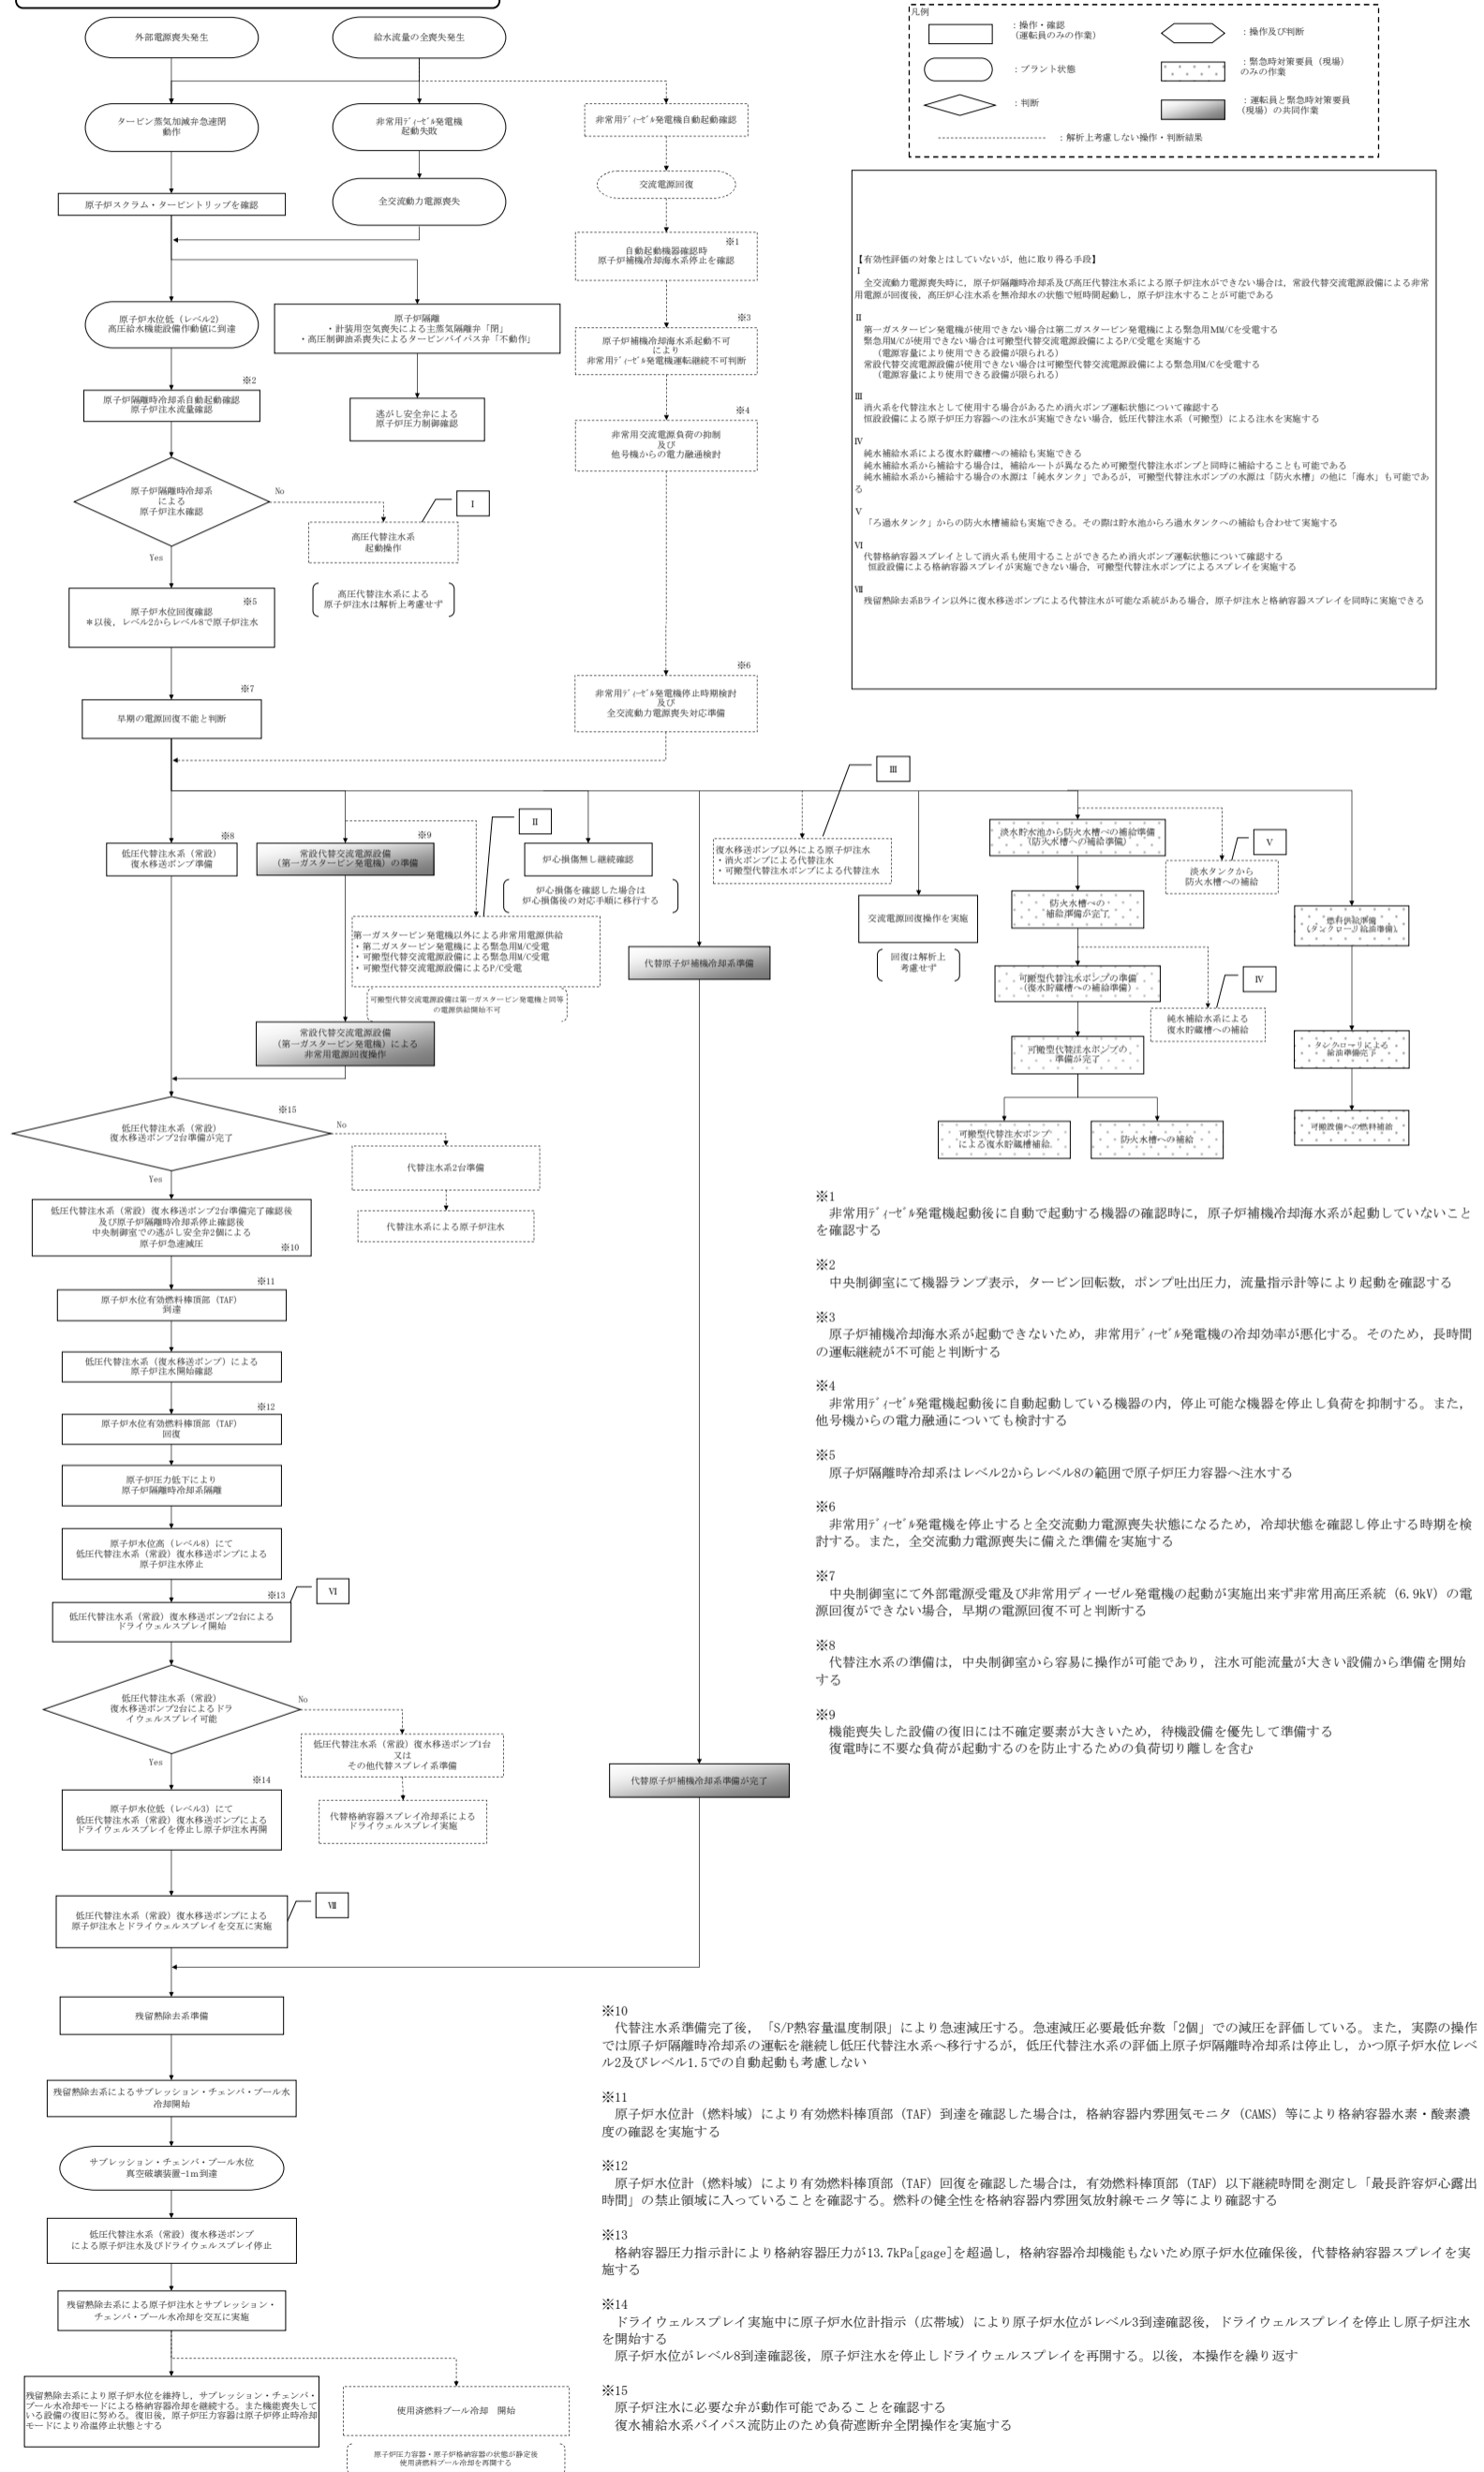 外部電源喪失発生
給水流量の全喪失発生
タービン蒸気加減弁急速閉
動作
非常用ﾃﾞｨｰｾﾞﾙ発電機
起動失敗
非常用ﾃﾞｨｰｾﾞﾙ発電機自動起動確認
原子炉スクラム・タービントリップを確認
全交流動力電源喪失
交流電源回復
※1
自動起動機器確認時
原子炉補機冷却海水系停止を確認
原子炉水位低（レベル2）
高圧給水機能設備作動値に到達
原子炉隔離
・計装用空気喪失による主蒸気隔離弁「閉」
・高圧制御油系喪失によるタービンバイパス弁「不動作」
※3
原子炉補機冷却海水系起動不可
により
非常用ﾃﾞｨｰｾﾞﾙ発電機運転継続不可判断
※2
原子炉隔離時冷却系自動起動確認
原子炉注水流量確認
逃がし安全弁による
原子炉圧力制御確認
※4
非常用交流電源負荷の抑制
及び
他号機からの電力融通検討
原子炉隔離時冷却系
による
原子炉注水確認
No
Yes
I
高圧代替注水系
起動操作
高圧代替注水系による
原子炉注水は解析上考慮せず
※5
原子炉水位回復確認
＊以後，レベル2からレベル8で原子炉注水
※7
早期の電源回復不能と判断
※6
非常用ﾃﾞｨｰｾﾞﾙ発電機停止時期検討
及び
全交流動力電源喪失対応準備
凡例
：操作・確認
（運転員のみの作業）
：操作及び判断
：プラント状態
：緊急時対策要員（現場）
のみの作業
：判断
：運転員と緊急時対策要員
（現場）の共同作業
：解析上考慮しない操作・判断結果
【有効性評価の対象とはしていないが，他に取り得る手段】
I
全交流動力電源喪失時に，原子炉隔離時冷却系及び高圧代替注水系による原子炉注水ができない場合は，常設代替交流電源設備による非常
用電源が回復後，高圧炉心注水系を無冷却水の状態で短時間起動し，原子炉注水することが可能である
Ⅱ
第一ガスタービン発電機が使用できない場合は第二ガスタービン発電機による緊急用MM/Cを受電する
緊急用M/Cが使用できない場合は可搬型代替交流電源設備によるP/C受電を実施する
（電源容量により使用できる設備が限られる）
常設代替交流電源設備が使用できない場合は可搬型代替交流電源設備による緊急用M/Cを受電する
（電源容量により使用できる設備が限られる）
Ⅲ
消火系を代替注水として使用する場合があるため消火ポンプ運転状態について確認する
恒設設備による原子炉圧力容器への注水が実施できない場合，低圧代替注水系（可搬型）による注水を実施する
Ⅳ
純水補給水系による復水貯蔵槽への補給も実施できる
純水補給水系から補給する場合は，補給ルートが異なるため可搬型代替注水ポンプと同時に補給することも可能である
純水補給水系から補給する場合の水源は「純水タンク」であるが，可搬型代替注水ポンプの水源は「防火水槽」の他に「海水」も可能であ
る
Ⅴ
「ろ過水タンク」からの防火水槽補給も実施できる。その際は貯水池からろ過水タンクへの補給も合わせて実施する
Ⅵ
代替格納容器スプレイとして消火系も使用することができるため消火ポンプ運転状態について確認する
恒設設備による格納容器スプレイが実施できない場合，可搬型代替注水ポンプによるスプレイを実施する
Ⅶ
残留熱除去系Bライン以外に復水移送ポンプによる代替注水が可能な系統がある場合，原子炉注水と格納容器スプレイを同時に実施できる
※8
低圧代替注水系（常設）
復水移送ポンプ準備
※9
常設代替交流電源設備
（第一ガスタービン発電機）の準備
Ⅱ
炉心損傷無し継続確認
炉心損傷を確認した場合は
炉心損傷後の対応手順に移行する
第一ガスタービン発電機以外による非常用電源供給
・第二ガスタービン発電機による緊急用M/C受電
・可搬型代替交流電源設備による緊急用M/C受電
・可搬型代替交流電源設備によるP/C受電
可搬型代替交流電源設備は第一ガスタービン発電機と同等
の電源供給開始不可
常設代替交流電源設備
（第一ガスタービン発電機）による
非常用電源回復操作
代替原子炉補機冷却系準備
Ⅲ
復水移送ポンプ以外による原子炉注水
・消火ポンプによる代替注水
・可搬型代替注水ポンプによる代替注水
交流電源回復操作を実施
回復は解析上
考慮せず
淡水貯水池から防火水槽への補給準備
（防火水槽への補給準備）
Ⅴ
淡水タンクから
防火水槽への補給
防火水槽への
補給準備が完了
可搬型代替注水ポンプの準備
（復水貯蔵槽への補給準備）
Ⅳ
純水補給水系による
復水貯蔵槽への補給
可搬型代替注水ポンプの
準備が完了
可搬型代替注水ポンプ
による復水貯蔵槽補給
防火水槽への補給
燃料供給準備
（タンクローリ給油準備）
タンクローリによる
給油準備完了
可搬設備への燃料補給
※15
低圧代替注水系（常設）
復水移送ポンプ2台準備が完了
No
Yes
代替注水系2台準備
代替注水系による原子炉注水
低圧代替注水系（常設）復水移送ポンプ2台準備完了確認後
及び原子炉隔離時冷却系停止確認後
中央制御室での逃がし安全弁2個による
原子炉急速減圧
※10
※11
原子炉水位有効燃料棒頂部（TAF）
到達
低圧代替注水系（復水移送ポンプ）による
原子炉注水開始確認
※12
原子炉水位有効燃料棒頂部（TAF）
回復
原子炉圧力低下により
原子炉隔離時冷却系隔離
原子炉水位高（レベル8）にて
低圧代替注水系（常設）復水移送ポンプによる
原子炉注水停止
※13
Ⅵ
低圧代替注水系（常設）復水移送ポンプ2台による
ドライウェルスプレイ開始
低圧代替注水系（常設）
復水移送ポンプ2台によるドラ
イウェルスプレイ可能
No
Yes
低圧代替注水系（常設）復水移送ポンプ1台
又は
その他代替スプレイ系準備
代替格納容器スプレイ冷却系による
ドライウェルスプレイ実施
※14
原子炉水位低（レベル3）にて
低圧代替注水系（常設）復水移送ポンプによる
ドライウェルスプレイを停止し原子炉注水再開
代替原子炉補機冷却系準備が完了
低圧代替注水系（常設）復水移送ポンプによる
原子炉注水とドライウェルスプレイを交互に実施
Ⅶ
残留熱除去系準備
残留熱除去系によるサプレッション・チェンバ・プール水
冷却開始
サプレッション・チェンバ・プール水位
真空破壊装置-1m到達
低圧代替注水系（常設）復水移送ポンプ
による原子炉注水及びドライウェルスプレイ停止
残留熱除去系による原子炉注水とサプレッション・
チェンバ・プール水冷却を交互に実施
残留熱除去系により原子炉水位を維持し，サプレッション・チェンバ・
プール水冷却モードによる格納容器冷却を継続する。また機能喪失して
いる設備の復旧に努める。復旧後，原子炉圧力容器は原子炉停止時冷却
モードにより冷温停止状態とする
使用済燃料プール冷却　開始
原子炉圧力容器・原子炉格納容器の状態が静定後
使用済燃料プール冷却を再開する
※1
非常用ﾃﾞｨｰｾﾞﾙ発電機起動後に自動で起動する機器の確認時に，原子炉補機冷却海水系が起動していないこと
を確認する
※2
中央制御室にて機器ランプ表示，タービン回転数，ポンプ吐出圧力，流量指示計等により起動を確認する
※3
原子炉補機冷却海水系が起動できないため，非常用ﾃﾞｨｰｾﾞﾙ発電機の冷却効率が悪化する。そのため，長時間
の運転継続が不可能と判断する
※4
非常用ﾃﾞｨｰｾﾞﾙ発電機起動後に自動起動している機器の内，停止可能な機器を停止し負荷を抑制する。また，
他号機からの電力融通についても検討する
※5
原子炉隔離時冷却系はレベル2からレベル8の範囲で原子炉圧力容器へ注水する
※6
非常用ﾃﾞｨｰｾﾞﾙ発電機を停止すると全交流動力電源喪失状態になるため，冷却状態を確認し停止する時期を検
討する。また，全交流動力電源喪失に備えた準備を実施する
※7
中央制御室にて外部電源受電及び非常用ディーゼル発電機の起動が実施出来ず非常用高圧系統（6.9kV）の電
源回復ができない場合，早期の電源回復不可と判断する
※8
代替注水系の準備は，中央制御室から容易に操作が可能であり，注水可能流量が大きい設備から準備を開始
する
※9
機能喪失した設備の復旧には不確定要素が大きいため，待機設備を優先して準備する
復電時に不要な負荷が起動するのを防止するための負荷切り離しを含む
※10
代替注水系準備完了後，「S/P熱容量温度制限」により急速減圧する。急速減圧必要最低弁数「2個」での減圧を評価している。また，実際の操作
では原子炉隔離時冷却系の運転を継続し低圧代替注水系へ移行するが，低圧代替注水系の評価上原子炉隔離時冷却系は停止し，かつ原子炉水位レベ
ル2及びレベル1.5での自動起動も考慮しない
※11
原子炉水位計（燃料域）により有効燃料棒頂部（TAF）到達を確認した場合は，格納容器内雰囲気モニタ（CAMS）等により格納容器水素・酸素濃
度の確認を実施する
※12
原子炉水位計（燃料域）により有効燃料棒頂部（TAF）回復を確認した場合は，有効燃料棒頂部（TAF）以下継続時間を測定し「最長許容炉心露出
時間」の禁止領域に入っていることを確認する。燃料の健全性を格納容器内雰囲気放射線モニタ等により確認する
※13
格納容器圧力指示計により格納容器圧力が13.7kPa[gage]を超過し，格納容器冷却機能もないため原子炉水位確保後，代替格納容器スプレイを実
施する
※14
ドライウェルスプレイ実施中に原子炉水位計指示（広帯域）により原子炉水位がレベル3到達確認後，ドライウェルスプレイを停止し原子炉注水
を開始する
原子炉水位がレベル8到達確認後，原子炉注水を停止しドライウェルスプレイを再開する。以後，本操作を繰り返す
※15
原子炉注水に必要な弁が動作可能であることを確認する
復水補給水系バイパス流防止のため負荷遮断弁全閉操作を実施する